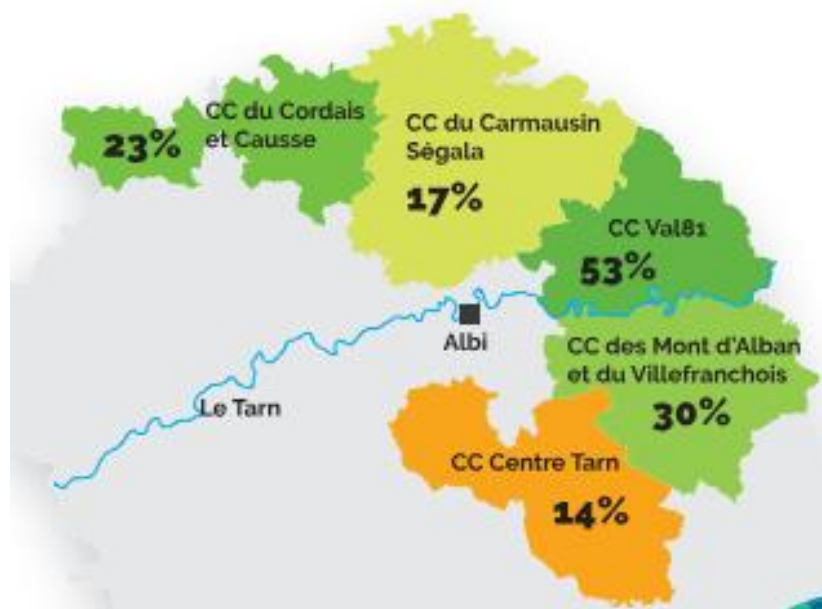 CC du Cordais
et Causse
23%
CC du Carmausin
Ségala
17%
CC Val81
53%
Albi
CC des Mont d'Alban
et du Villefranchois
30%
Le Tarn
CC Centre Tarn
14%